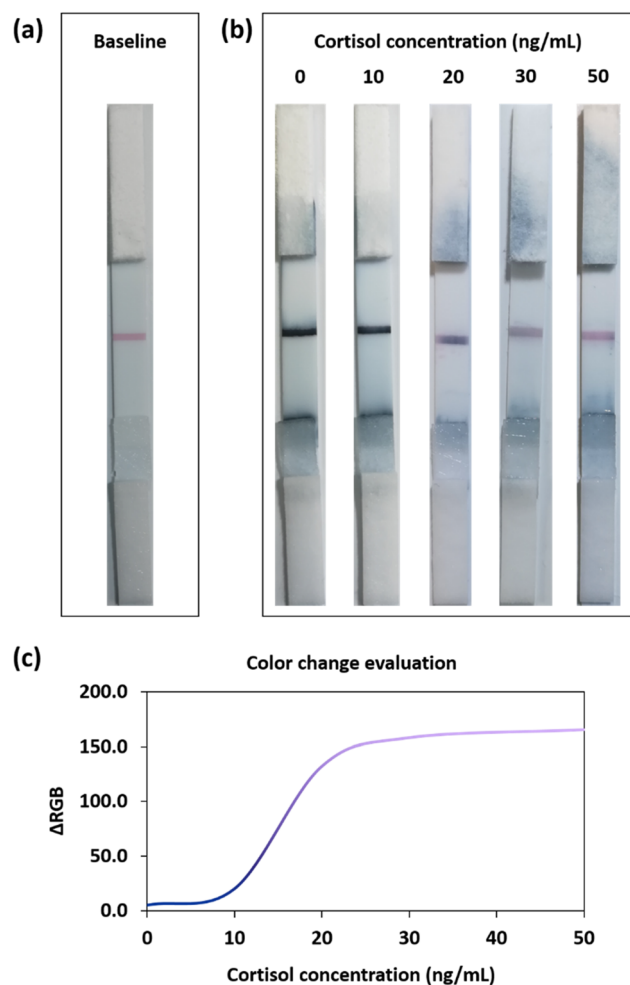 (a)
Baseline
(b)
Cortisol concentration (ng/mL)
0 10 20 30 50
(c)
Color change evaluation
200.0
150.0
100.0
50.0
0.0
ΔRGB
0 10 20 30 40 50
Cortisol concentration (ng/mL)